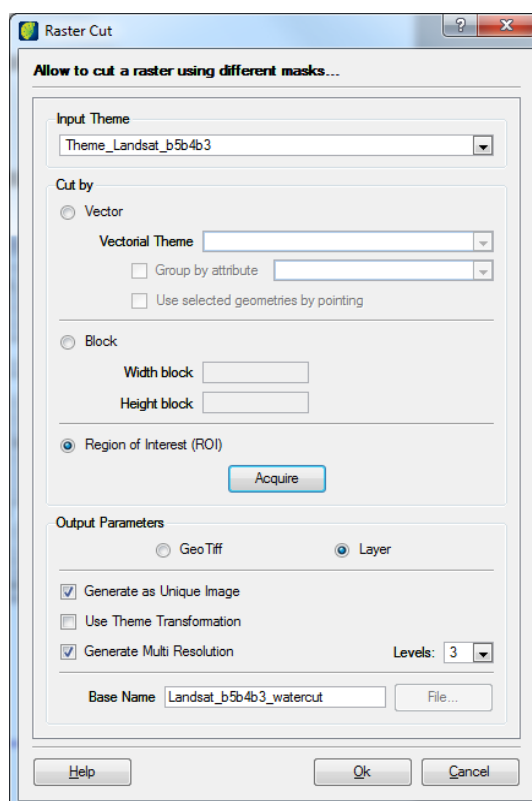 Raster Cut
?
Allow to cut a raster using different masks...
Input Theme
Theme_Landsat_b5b4b3
Cut by
Vector
Vectorial Theme
Group by attribute
Use selected geometries by pointing
Block
Width block
Height block
Region of Interest (ROI)
Acquire
Output Parameters
GeoTiff Layer
Generate as Unique Image
Use Theme Transformation
Generate Multi Resolution Levels: 3
Base Name Landsat_b5b4b3_watercut File...
Help Ok Cancel